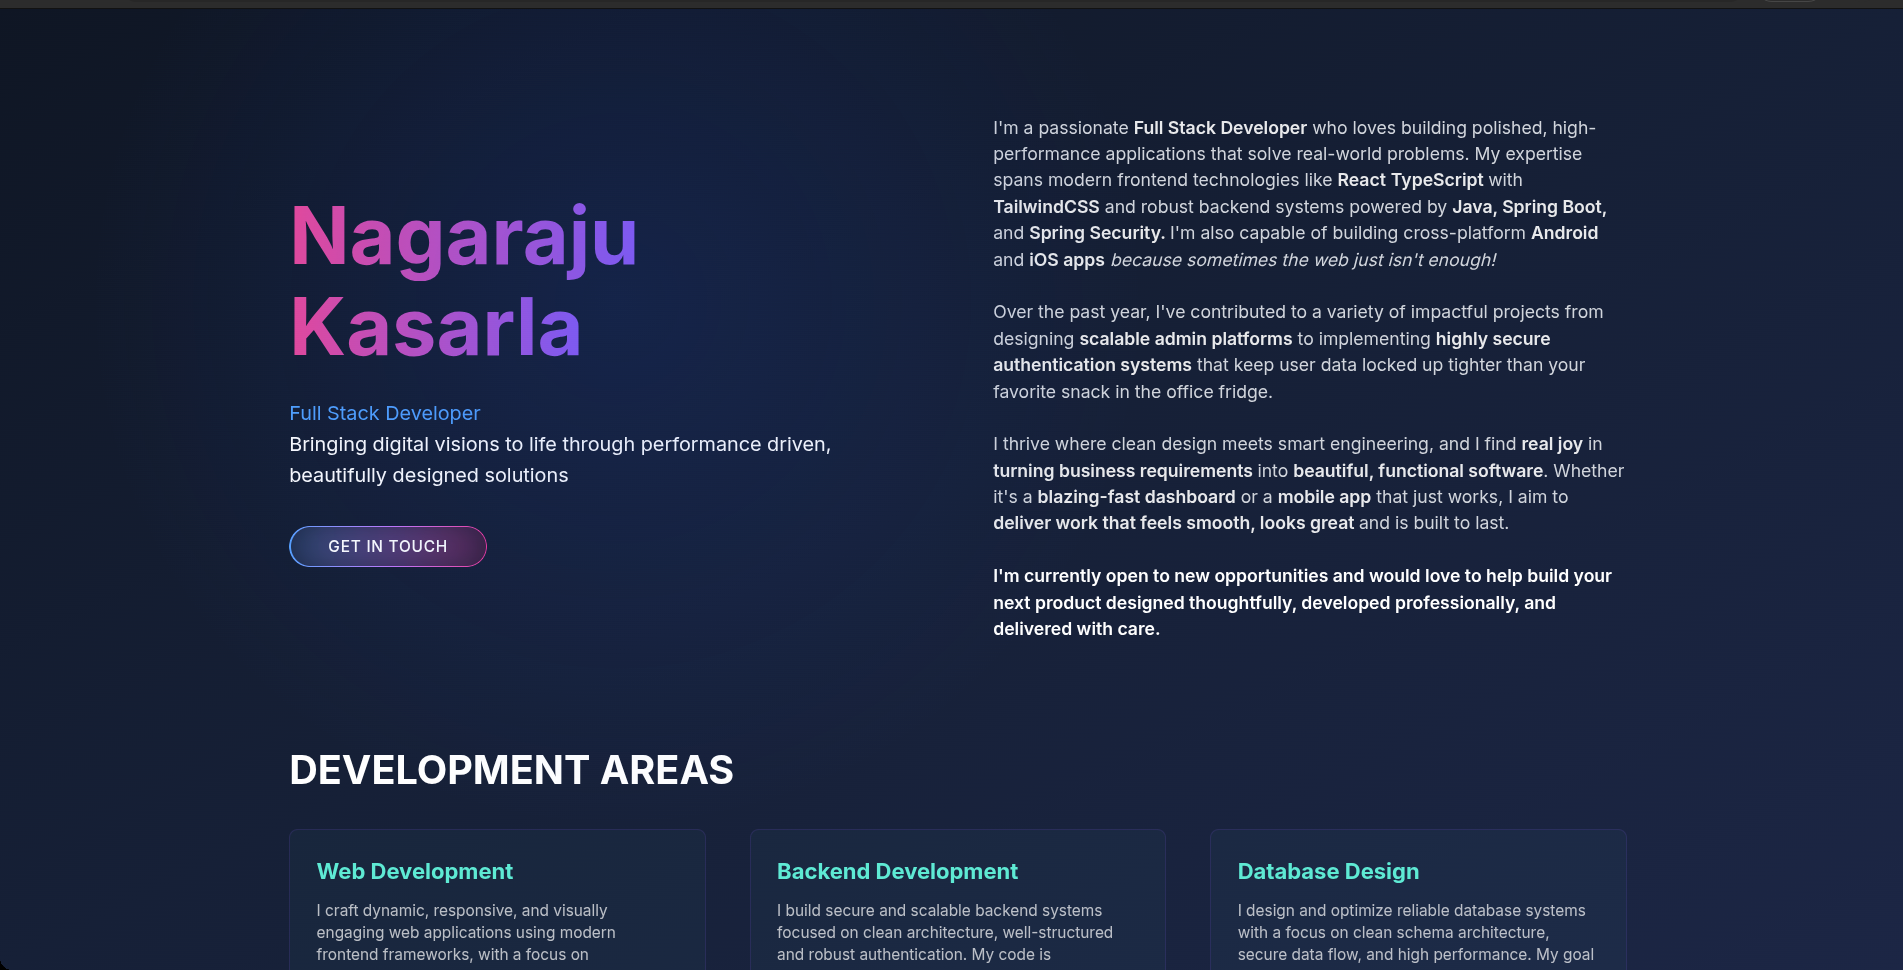 Nagaraju
Kasarla
Full Stack Developer
Bringing digital visions to life through performance driven,
beautifully designed solutions
GET IN TOUCH
I'm a passionate Full Stack Developer who loves building polished, high-
performance applications that solve real-world problems. My expertise
spans modern frontend technologies like React TypeScript with
TailwindCSS and robust backend systems powered by Java, Spring Boot,
and Spring Security. I'm also capable of building cross-platform Android
and iOS apps because sometimes the web just isn't enough!
Over the past year, I've contributed to a variety of impactful projects from
designing scalable admin platforms to implementing highly secure
authentication systems that keep user data locked up tighter than your
favorite snack in the office fridge.
I thrive where clean design meets smart engineering, and I find real joy in
turning business requirements into beautiful, functional software. Whether
it's a blazing-fast dashboard or a mobile app that just works, I aim to
deliver work that feels smooth, looks great and is built to last.
I'm currently open to new opportunities and would love to help build your
next product designed thoughtfully, developed professionally, and
delivered with care.
DEVELOPMENT AREAS
Web Development
I craft dynamic, responsive, and visually
engaging web applications using modern
frontend frameworks, with a focus on
Backend Development
I build secure and scalable backend systems
focused on clean architecture, well-structured
and robust authentication. My code is
Database Design
I design and optimize reliable database systems
with a focus on clean schema architecture,
secure data flow, and high performance. My goal